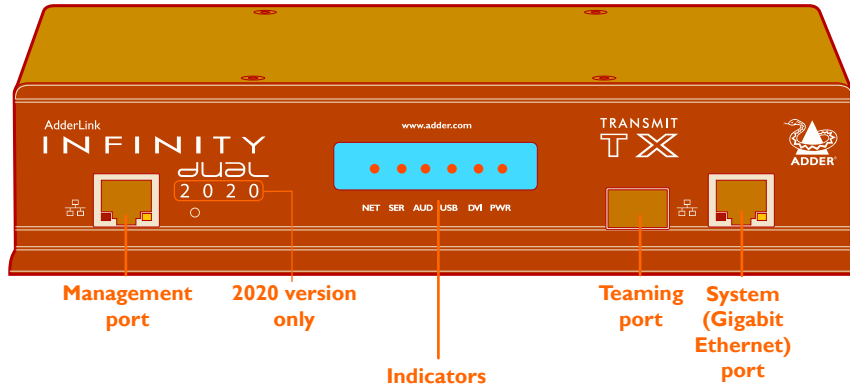 AdderLink
INFINITY
dual
2020
www.adder.com
NET SER AUD USB DVI PWR
TRANSMIT
TX
ADDER®
Management
port
2020 version
only
Indicators
Teaming
port
System
(Gigabit
Ethernet)
port